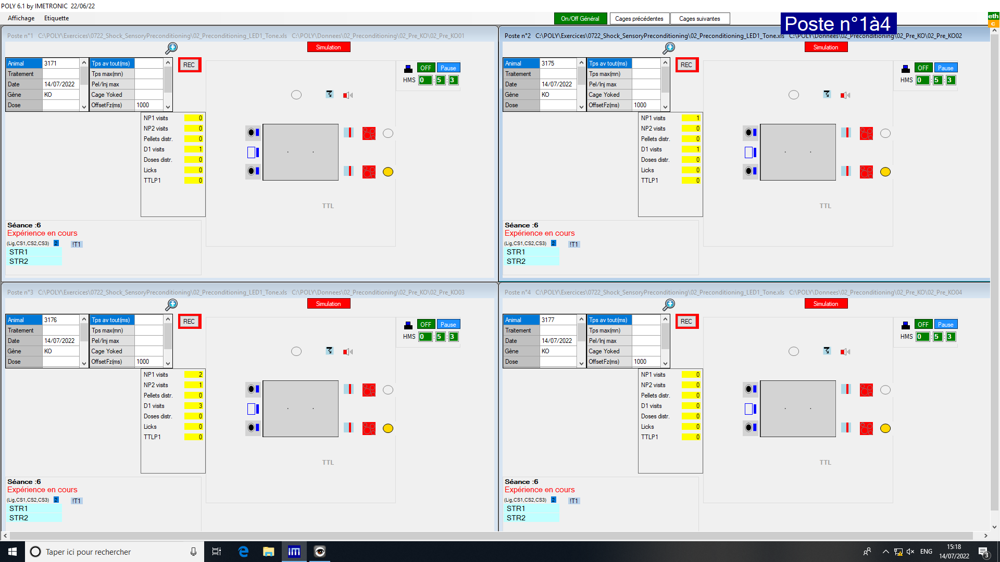 POLY 6.1 by IMETRONIC 22/06/22
Affichage Etiquette
On/Off Général Cages précédentes Cages suivantes
Poste n°1à4
eth
c
Poste n°1 C:\POLY\Exercices\0722_Shock_SensoryPreconditioning\02_Preconditioning_LED1_Tone.xls C:\POLY\Donnees\02_Preconditioning\02_Pre_KO\02_Pre_KO01
Simulation
Animal 3171
Traitement
Date 14/07/2022
Gène KO
Dose
Tps av tout(ms)
Tps max(mn)
Pel/Inj max
Cage Yoked
OffsetFz(ms) 1000
REC
OFF Pause
HMS 0 : 5 : 3
NP1 visits 0
NP2 visits 0
Pellets distr. 0
D1 visits 1
Doses distr. 0
Licks 0
TTLP1 0
TTL
Séance :6
Expérience en cours
(Lig,CS1,CS2,CS3) 2 !T1
STR1
STR2
Poste n°2 C:\POLY\Exercices\0722_Shock_SensoryPreconditioning\02_Preconditioning_LED1_Tone.xls C:\POLY\Donnees\02_Preconditioning\02_Pre_KO\02_Pre_KO02
Simulation
Animal 3175
Traitement
Date 14/07/2022
Gène KO
Dose
Tps av tout(ms)
Tps max(mn)
Pel/Inj max
Cage Yoked
OffsetFz(ms) 1000
REC
OFF Pause
HMS 0 : 5 : 3
NP1 visits 1
NP2 visits 0
Pellets distr. 0
D1 visits 1
Doses distr. 0
Licks 0
TTLP1 0
TTL
Séance :6
Expérience en cours
(Lig,CS1,CS2,CS3) 2 !T1
STR1
STR2
Poste n°3 C:\POLY\Exercices\0722_Shock_SensoryPreconditioning\02_Preconditioning_LED1_Tone.xls C:\POLY\Donnees\02_Preconditioning\02_Pre_KO\02_Pre_KO03
Simulation
Animal 3176
Traitement
Date 14/07/2022
Gène KO
Dose
Tps av tout(ms)
Tps max(mn)
Pel/Inj max
Cage Yoked
OffsetFz(ms) 1000
REC
OFF Pause
HMS 0 : 5 : 3
NP1 visits 2
NP2 visits 1
Pellets distr. 0
D1 visits 3
Doses distr. 0
Licks 0
TTLP1 0
TTL
Séance :6
Expérience en cours
(Lig,CS1,CS2,CS3) 2 !T1
STR1
STR2
Poste n°4 C:\POLY\Exercices\0722_Shock_SensoryPreconditioning\02_Preconditioning_LED1_Tone.xls C:\POLY\Donnees\02_Preconditioning\02_Pre_KO\02_Pre_KO04
Simulation
Animal 3177
Traitement
Date 14/07/2022
Gène KO
Dose
Tps av tout(ms)
Tps max(mn)
Pel/Inj max
Cage Yoked
OffsetFz(ms) 1000
REC
OFF Pause
HMS 0 : 5 : 3
NP1 visits 0
NP2 visits 0
Pellets distr. 0
D1 visits 0
Doses distr. 0
Licks 0
TTLP1 0
TTL
Séance :6
Expérience en cours
(Lig,CS1,CS2,CS3) 2 !T1
STR1
STR2
Taper ici pour rechercher
im
ENG
15:18
14/07/2022
3